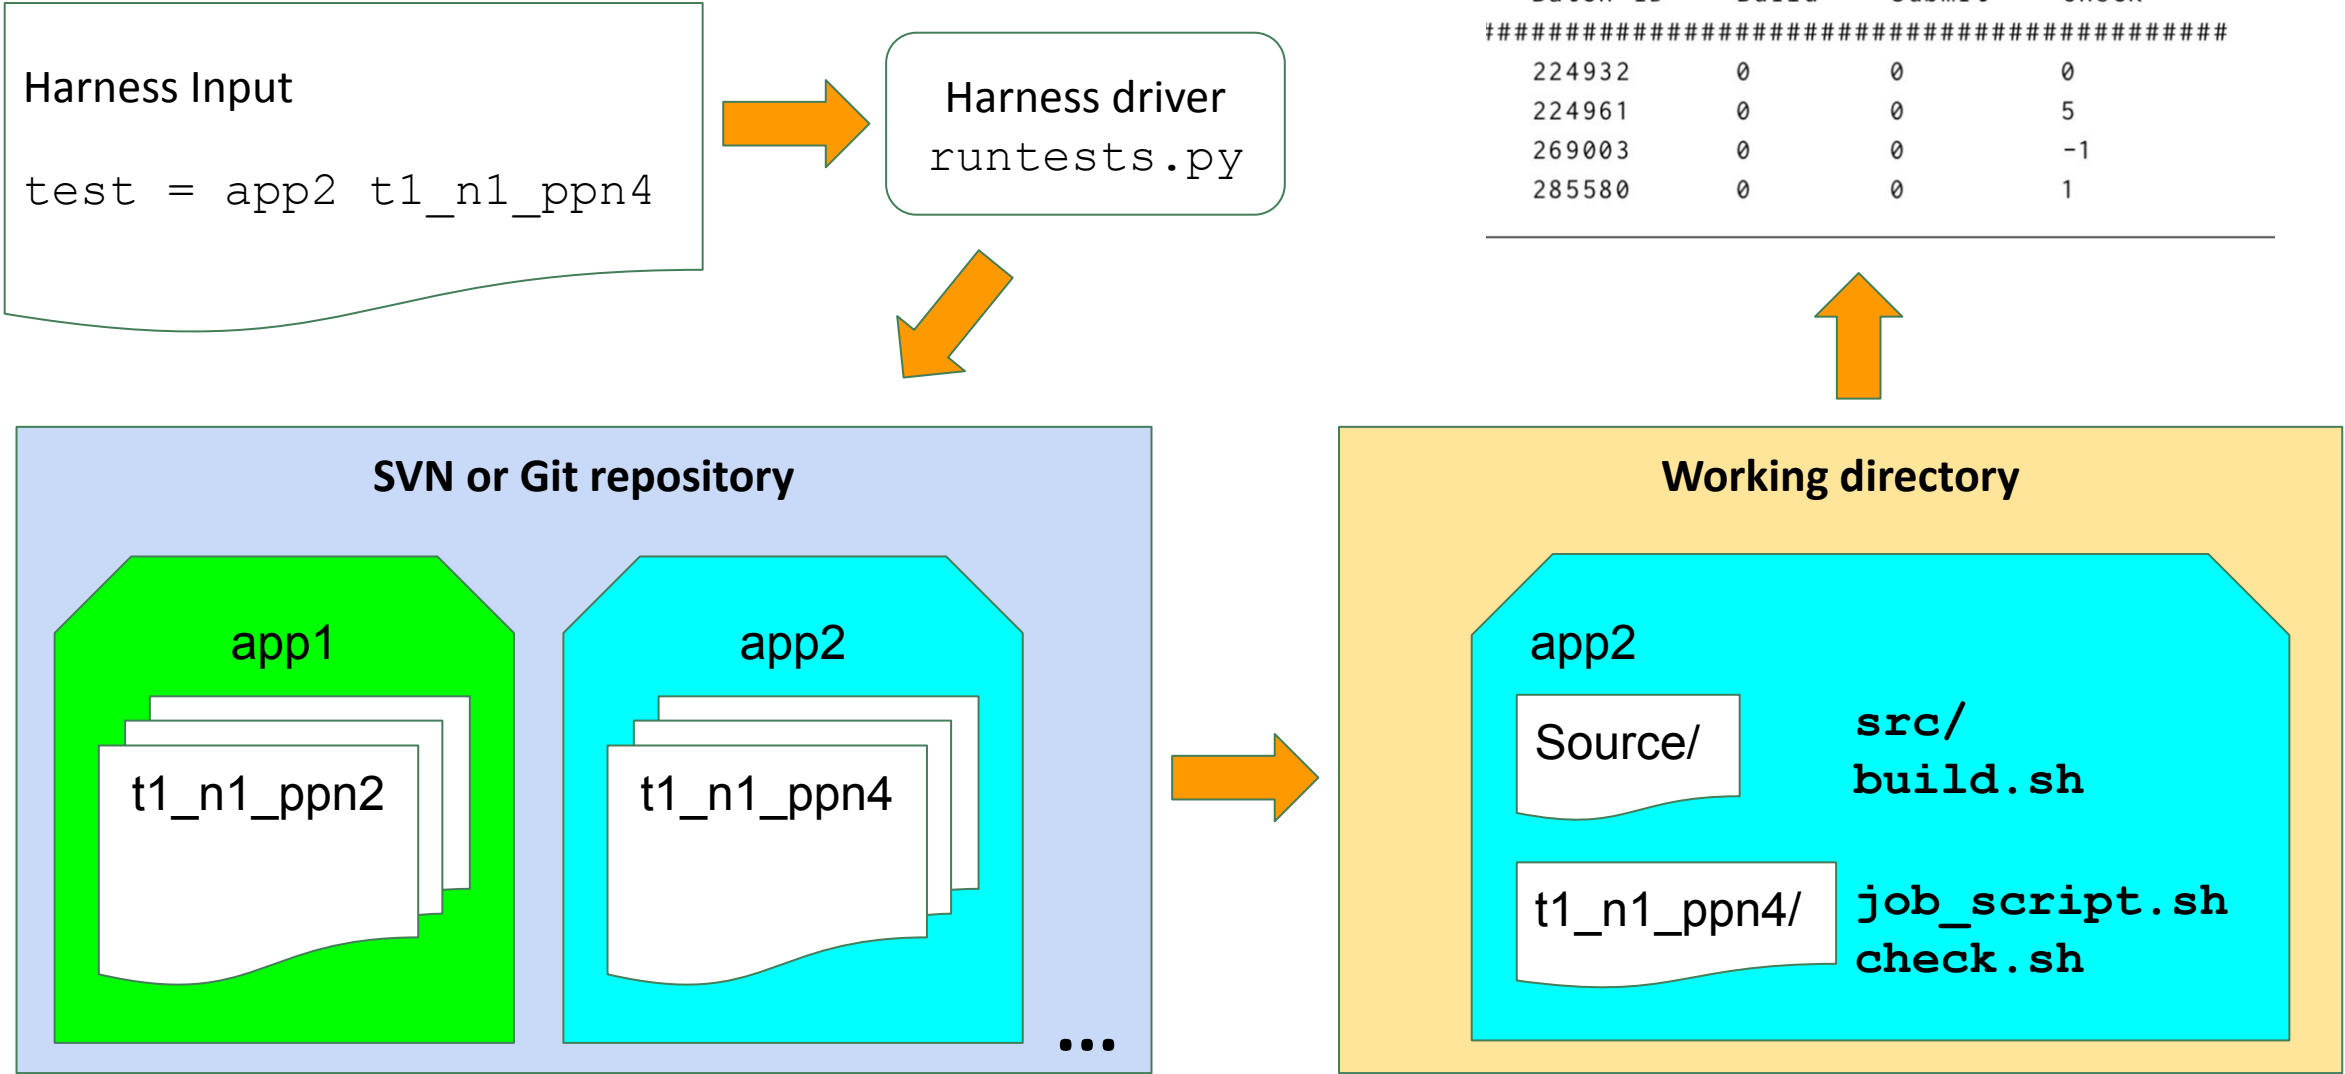 Harness Input
test = app2 t1_n1_ppn4
Harness driver
runtests.py
############################################
224932 0 0 0
224961 0 0 5
269003 0 0 -1
285580 0 0 1
SVN or Git repository
app1
t1_n1_ppn2
app2
t1_n1_ppn4
...
Working directory
app2
Source/
src/
build.sh
t1_n1_ppn4/
job_script.sh
check.sh